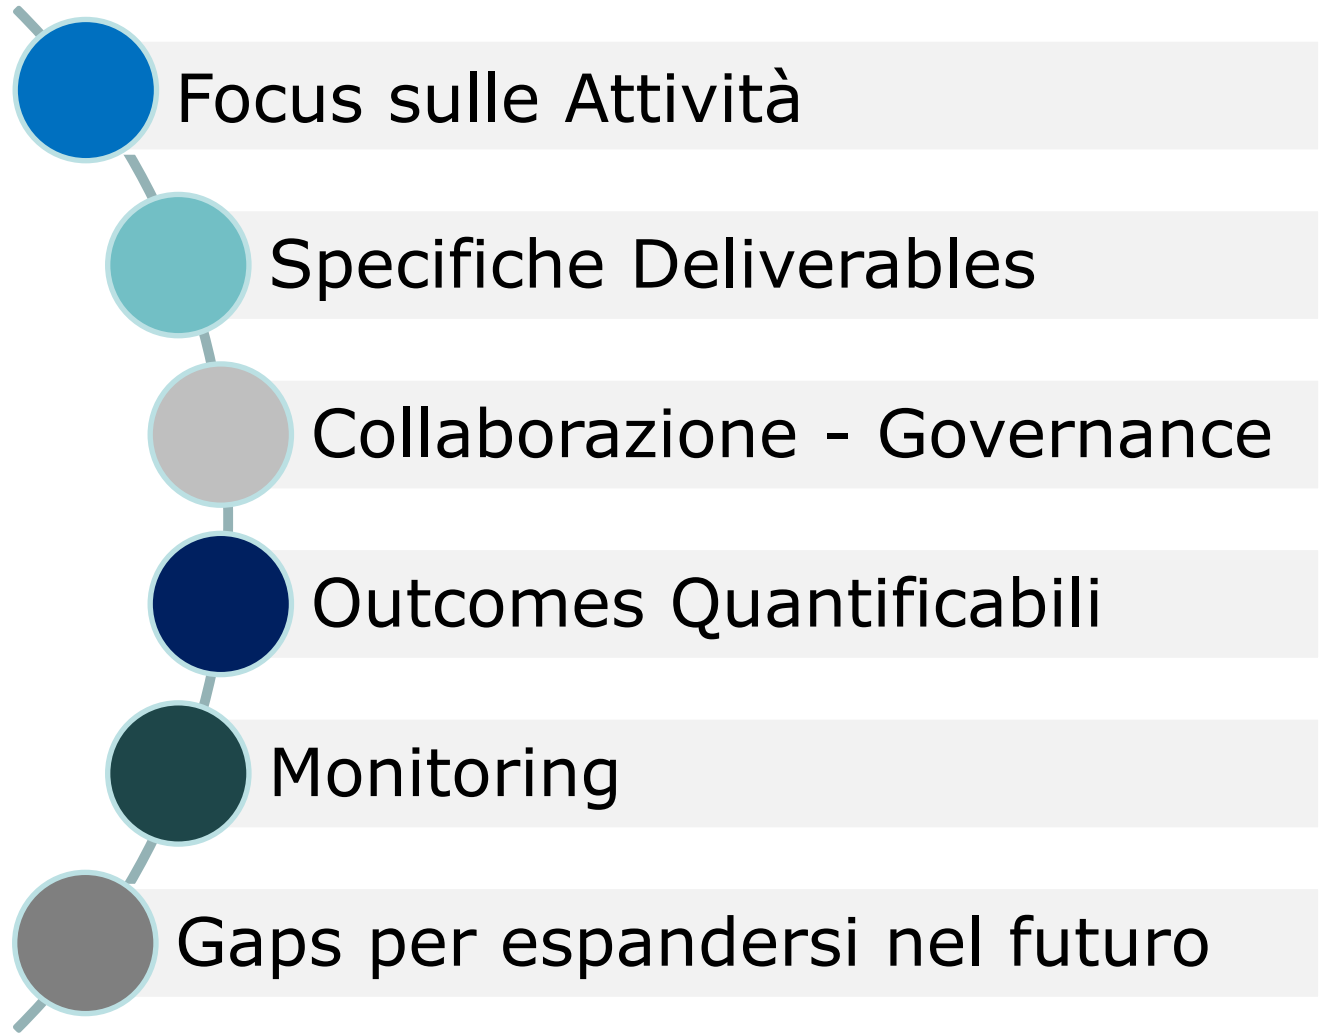 Focus sulle Attività
Specifiche Deliverables
Collaborazione - Governance
Outcomes Quantificabili
Monitoring
Gaps per espandersi nel futuro